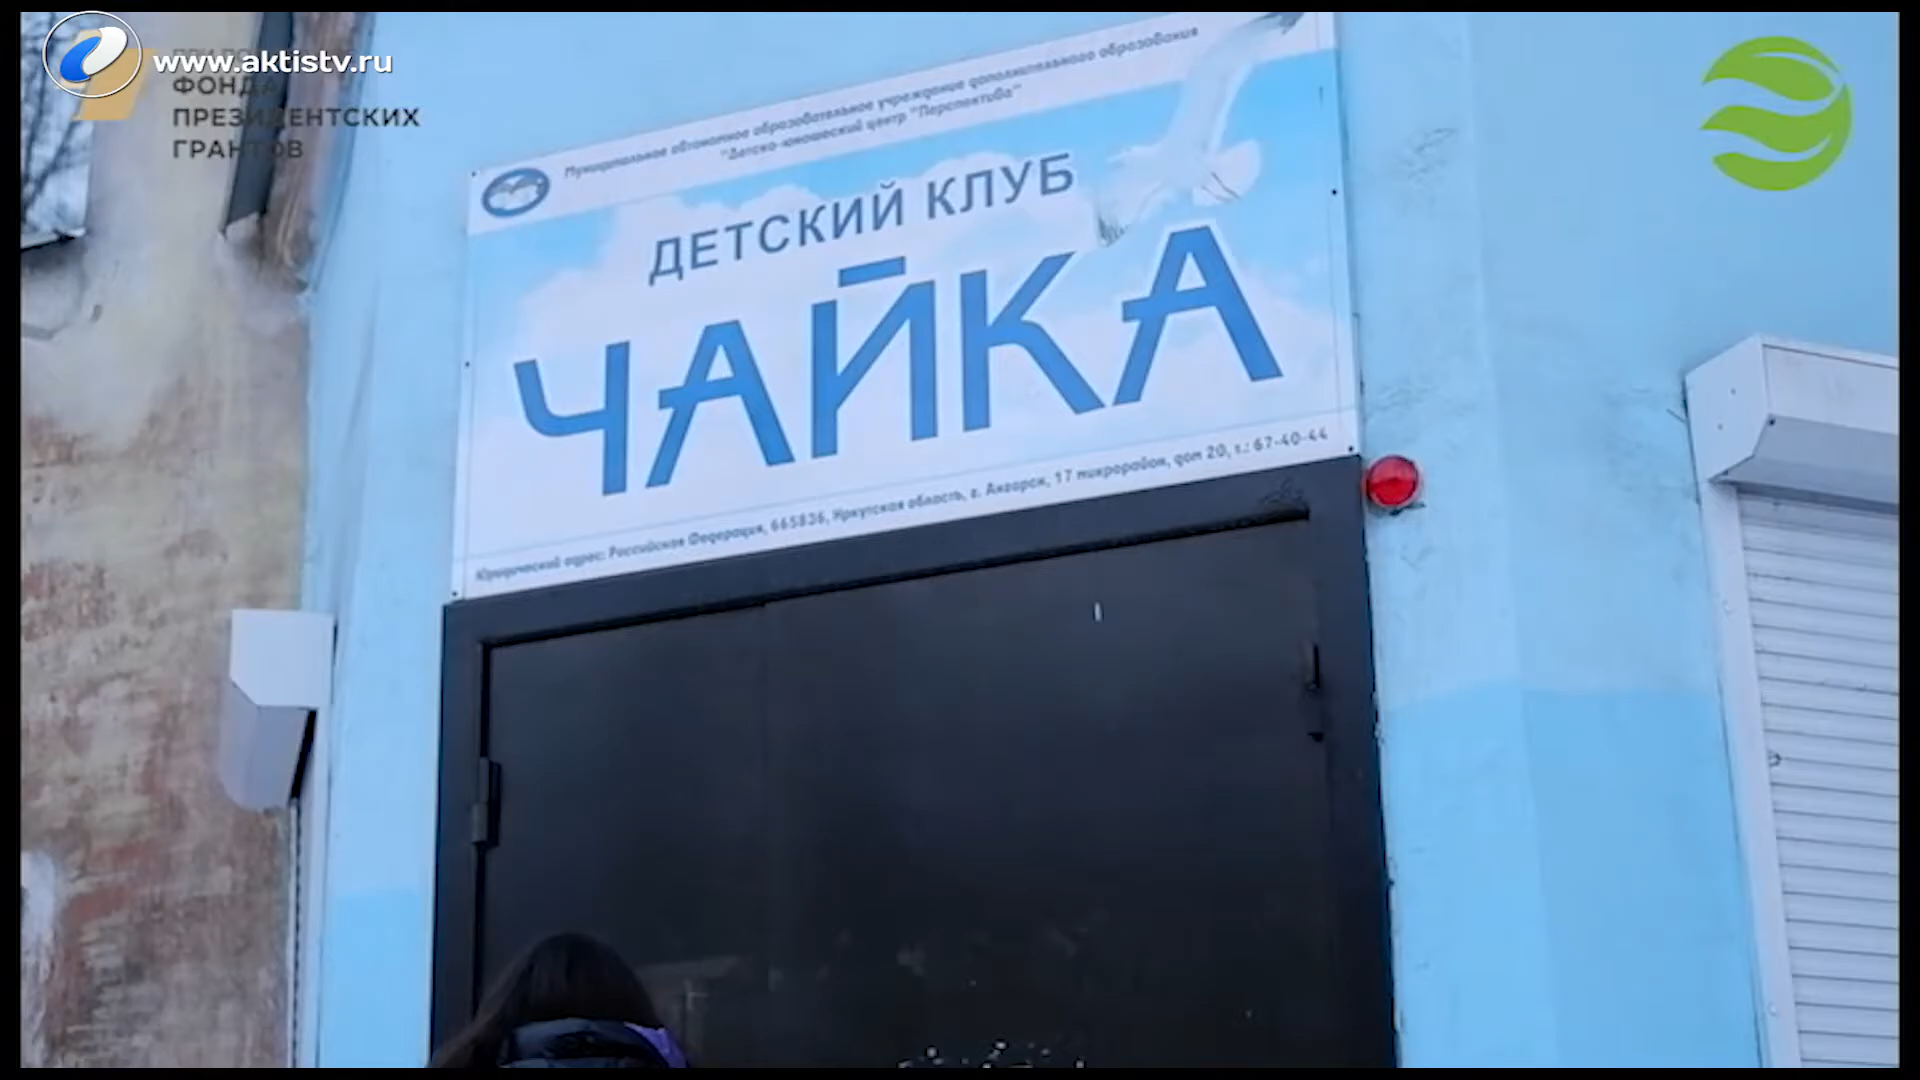 www.aktistv.ru
ФОНДА
ПРЕЗИДЕНТСКИХ
ГРАНТОВ
Муниципальное автономное образовательное учреждение дополнительного образования
"Детско-юношеский центр "Перспектива"
ДЕТСКИЙ КЛУБ
ЧАЙКА
Юридический адрес: Российская Федерация, 665836, Иркутская область, г. Ангарск, 17 микрорайон, дом 20, т.: 67-40-44